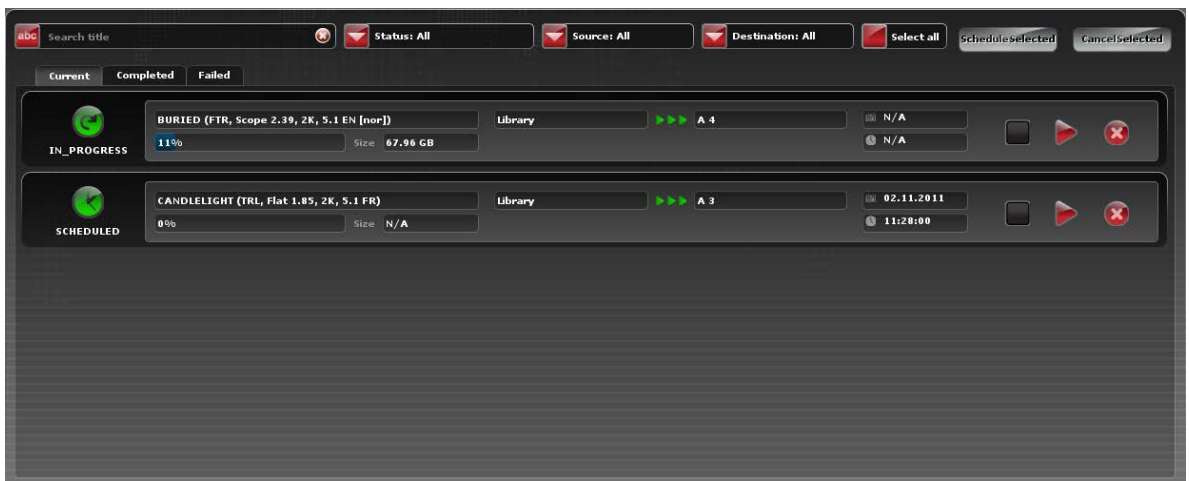 abc Search title Status: All Source: All Destination: All Select all ScheduleSelected CancelSelected
Current Completed Failed
BURIED (FTR, Scope 2.39, 2K, 5.1 EN [nor]) Library A 4 N/A
11% Size 67.96 GB N/A
IN_PROGRESS
CANDLELIGHT (TRL, Flat 1.85, 2K, 5.1 FR) Library A 3 02.11.2011
0% Size N/A 11:28:00
SCHEDULED